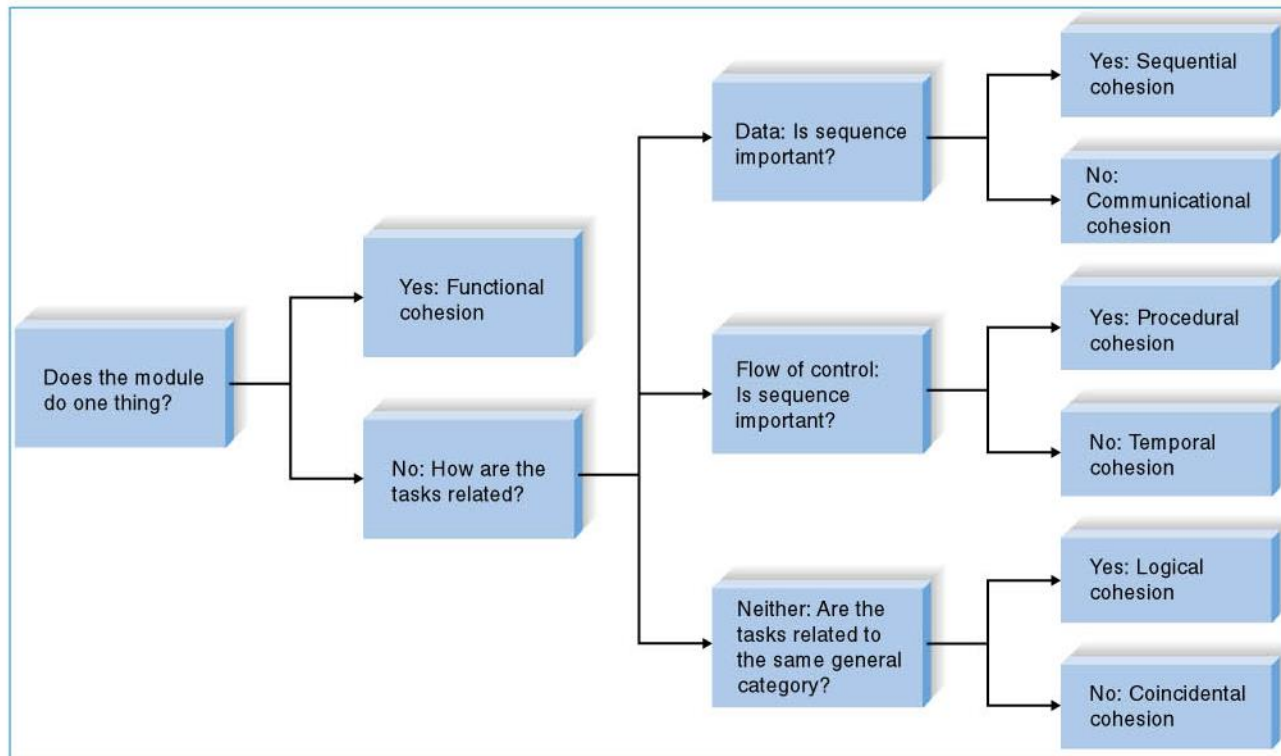 Does the module
do one thing?
Yes: Functional
cohesion
No: How are the
tasks related?
Data: Is sequence
important?
Flow of control:
Is sequence
important?
Neither: Are the
tasks related to
the same general
category?
Yes: Sequential
cohesion
No:
Communicational
cohesion
Yes: Procedural
cohesion
No: Temporal
cohesion
Yes: Logical
cohesion
No: Coincidental
cohesion